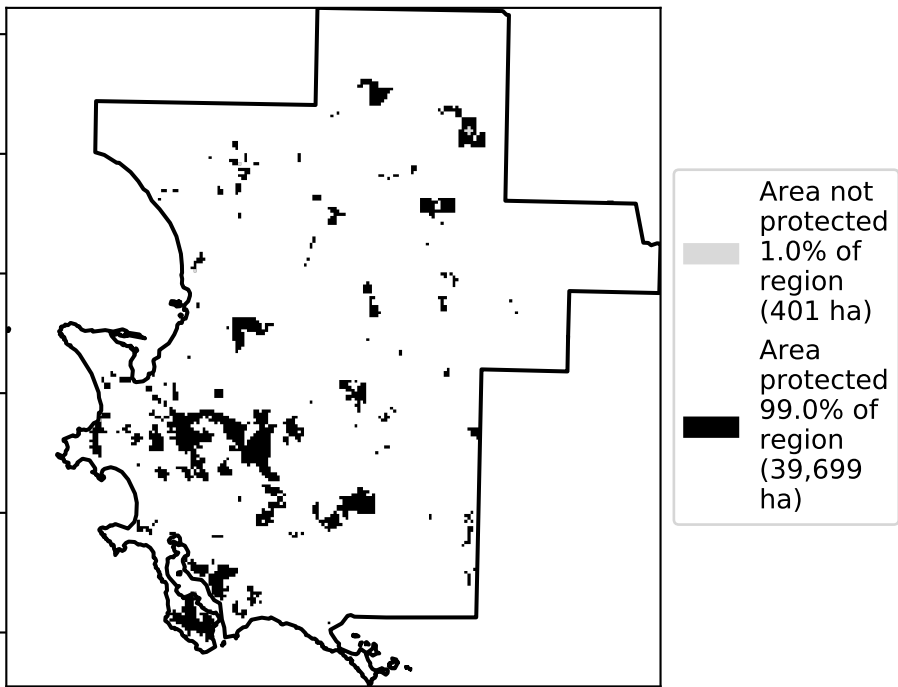 Area not
protected
1.0% of
region
(401 ha)
Area
protected
99.0% of
region
(39,699
ha)